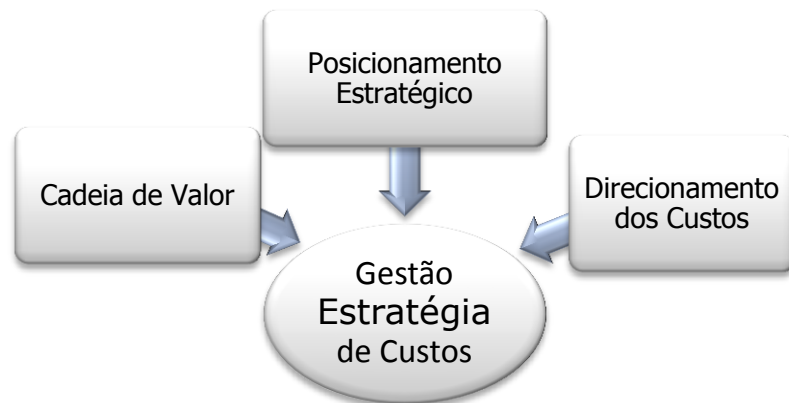 Posicionamento
Estratégico
Cadeia de Valor
Direcionamento
dos Custos
Gestão
Estratégia
de Custos